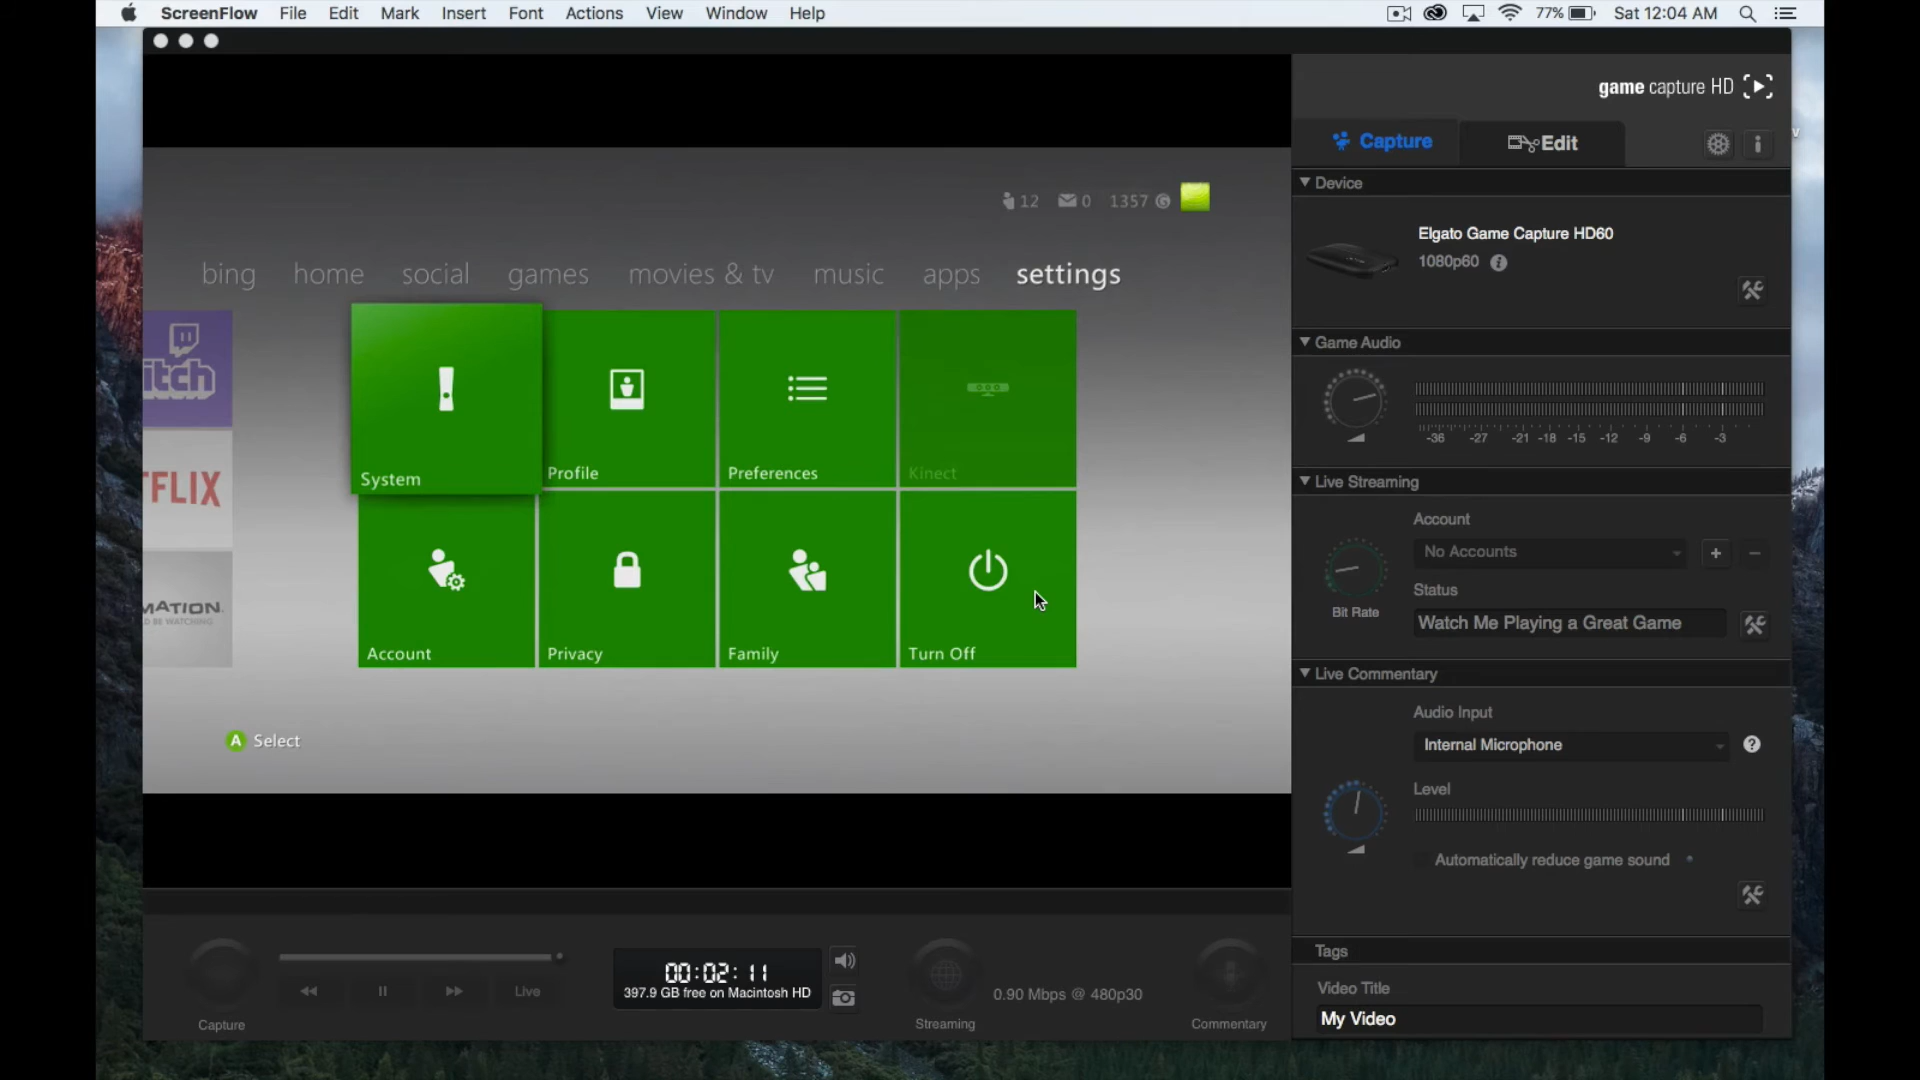 ScreenFlow File Edit Mark Insert Font Actions View Window Help 77% Sat 12:04 AM
game capture HD
Capture Edit
Device
Elgato Game Capture HD60
1080p60
Game Audio
-36 -27 -21 -18 -15 -12 -9 -6 -3
Live Streaming
Account
No Accounts
Status
Bit Rate
Watch Me Playing a Great Game
Live Commentary
Audio Input
Internal Microphone
Level
Automatically reduce game sound
Tags
Video Title
My Video
12 0 1357 G
bing home social games movies & tv music apps settings
itch
TFLIX
MATION
D BE WATCHING
System Profile Preferences Kinect
Account Privacy Family Turn Off
A Select
00:02:11
397.9 GB free on Macintosh HD
Live
0.90 Mbps @ 480p30
Capture Streaming Commentary